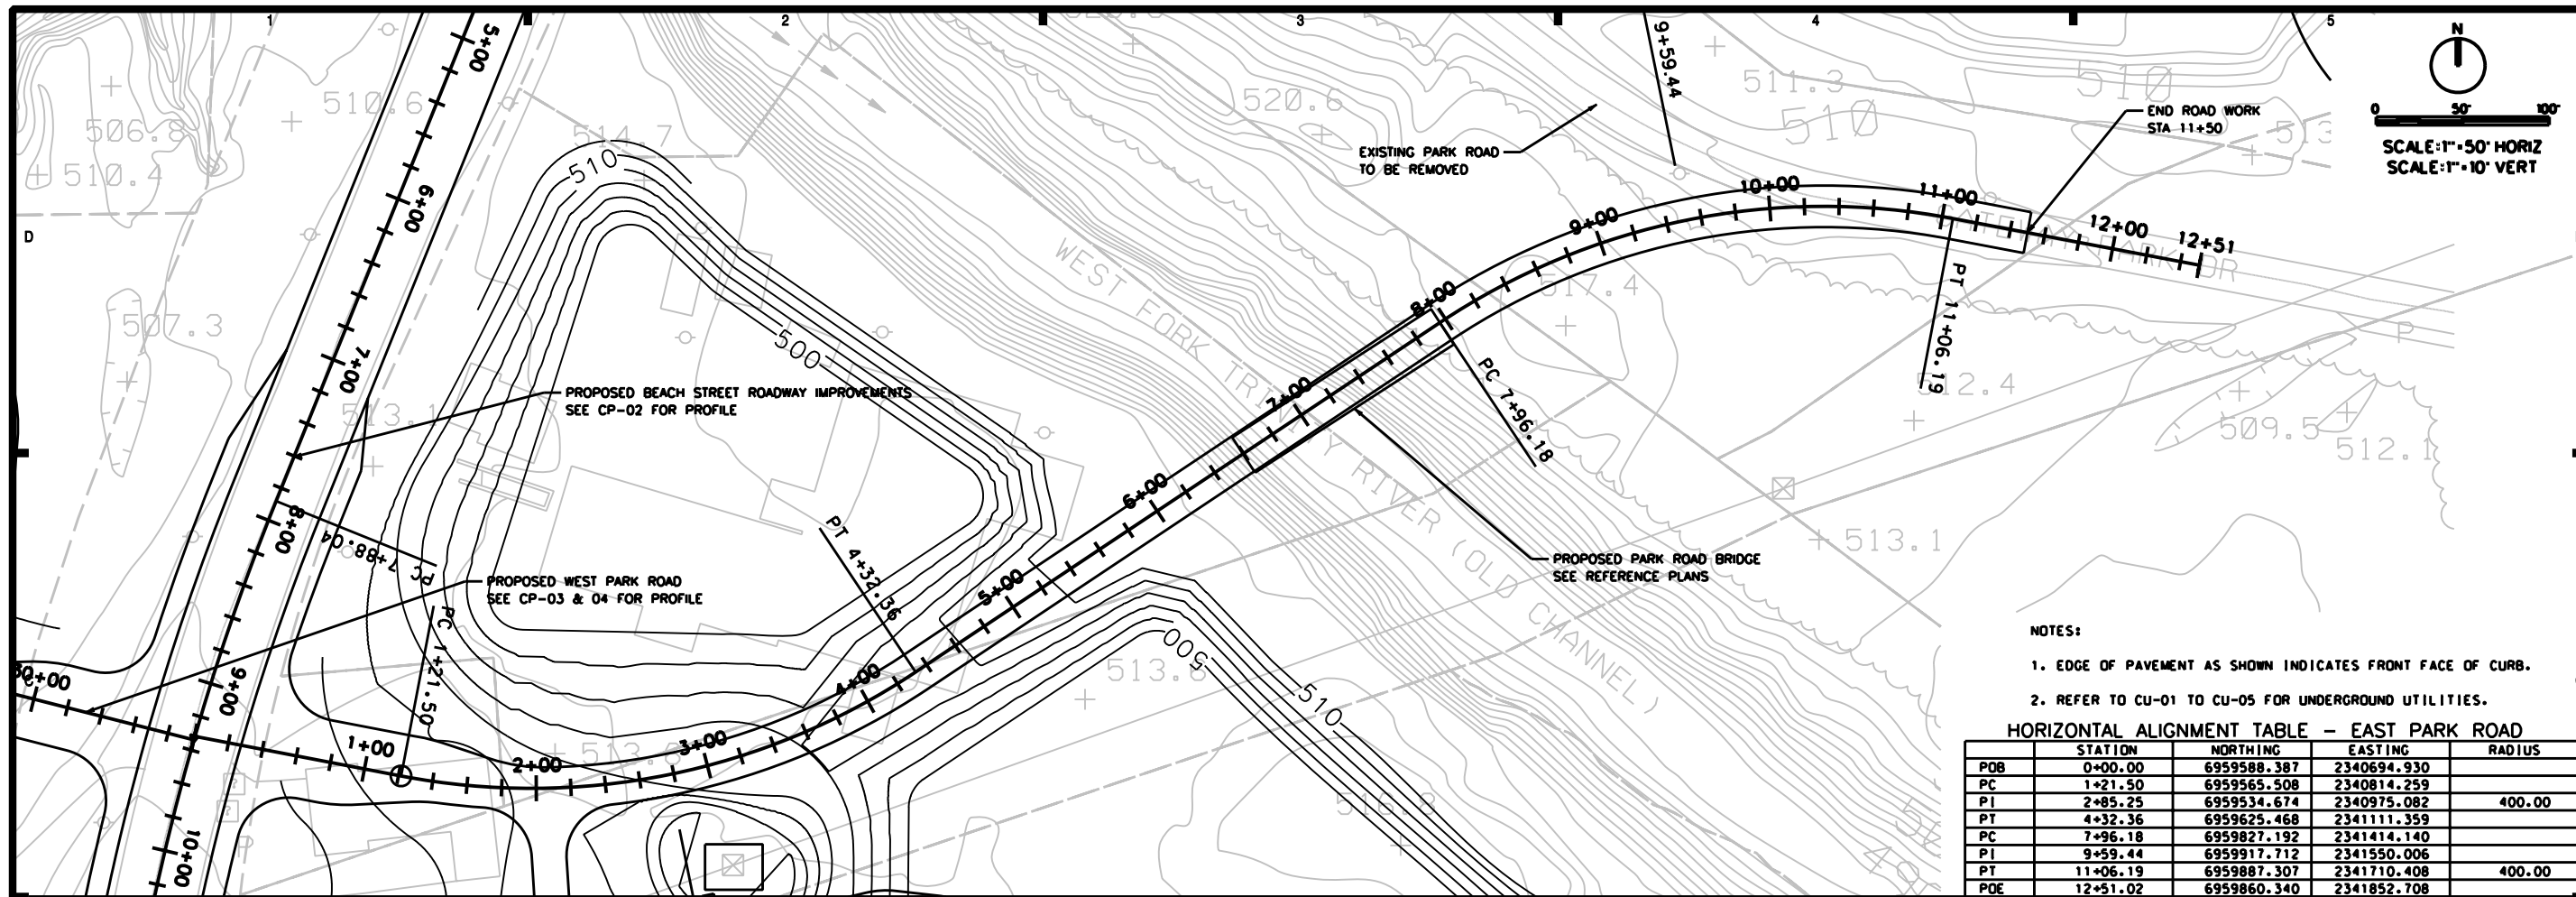 1 2 3 4 5
D
N
0 50' 100'
SCALE:1"=50' HORIZ
SCALE:1"=10' VERT
END ROAD WORK
STA 11+50
EXISTING PARK ROAD
TO BE REMOVED
9+59.44
510.6
506.8
510.4
514.7
520.6
511.3
510
510
513
507.3
513.1
517.4
512.4
509.5
512.1
513.1
513.6
513.6
516.8
510
500
500
510
5+00
6+00
7+00
8+00
9+00
10+00
PROPOSED BEACH STREET ROADWAY IMPROVEMENTS
SEE CP-02 FOR PROFILE
PC 7+88.04
PROPOSED WEST PARK ROAD
SEE CP-03 & 04 FOR PROFILE
PC 1+21.50
30+00
1+00
2+00
3+00
4+00
5+00
6+00
7+00
8+00
9+00
10+00
11+00
12+00
12+51
PT 4+32.36
PC 7+96.18
PT 11+06.19
WEST FORK TRINITY RIVER (OLD CHANNEL)
PARK DR
P
P
PROPOSED PARK ROAD BRIDGE
SEE REFERENCE PLANS
NOTES:
1. EDGE OF PAVEMENT AS SHOWN INDICATES FRONT FACE OF CURB.
2. REFER TO CU-01 TO CU-05 FOR UNDERGROUND UTILITIES.
HORIZONTAL ALIGNMENT TABLE - EAST PARK ROAD
STATION NORTHING EASTING RADIUS
POB 0+00.00 6959588.387 2340694.930
PC 1+21.50 6959565.508 2340814.259
PI 2+85.25 6959534.674 2340975.082 400.00
PT 4+32.36 6959625.468 2341111.359
PC 7+96.18 6959827.192 2341414.140
PI 9+59.44 6959917.712 2341550.006
PT 11+06.19 6959887.307 2341710.408 400.00
POE 12+51.02 6959860.340 2341852.708